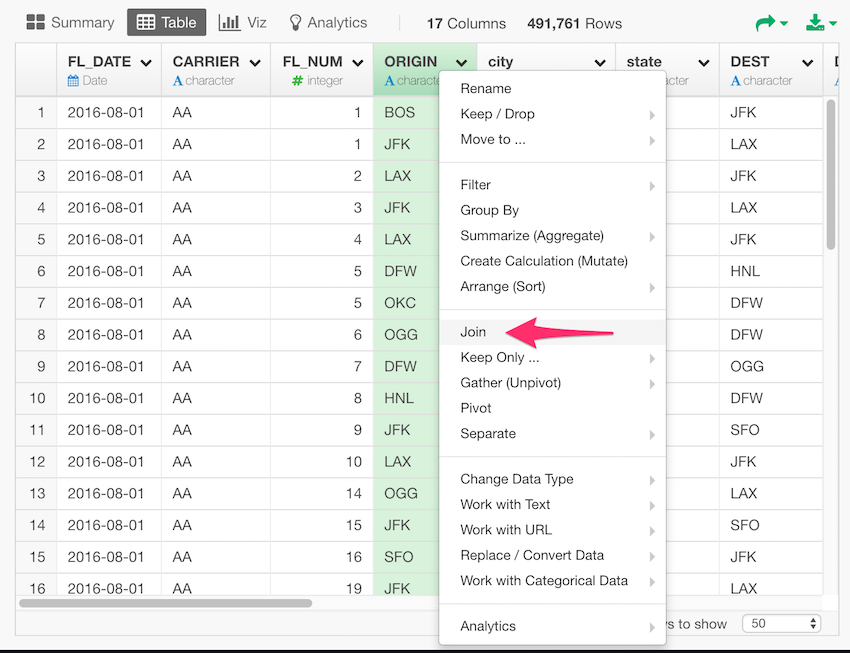 Summary Table Viz Analytics 17 Columns 491,761 Rows
FL_DATE CARRIER FL_NUM ORIGIN city state DEST
Date A character # integer A characte acter A character
1 2016-08-01 AA 1 BOS JFK
2 2016-08-01 AA 1 JFK LAX
3 2016-08-01 AA 2 LAX JFK
4 2016-08-01 AA 3 JFK LAX
5 2016-08-01 AA 4 LAX JFK
6 2016-08-01 AA 5 DFW HNL
7 2016-08-01 AA 5 OKC DFW
8 2016-08-01 AA 6 OGG DFW
9 2016-08-01 AA 7 DFW OGG
10 2016-08-01 AA 8 HNL DFW
11 2016-08-01 AA 9 JFK SFO
12 2016-08-01 AA 10 LAX JFK
13 2016-08-01 AA 14 OGG LAX
14 2016-08-01 AA 15 JFK SFO
15 2016-08-01 AA 16 SFO JFK
16 2016-08-01 AA 19 JFK LAX
Rename
Keep / Drop
Move to ...
Filter
Group By
Summarize (Aggregate)
Create Calculation (Mutate)
Arrange (Sort)
Join
Keep Only ...
Gather (Unpivot)
Pivot
Separate
Change Data Type
Work with Text
Work with URL
Replace / Convert Data
Work with Categorical Data
Analytics
s to show 50